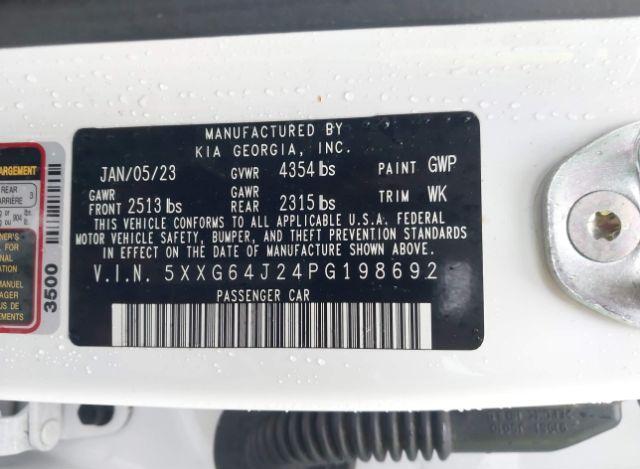 MANUFACTURED BY
KIA GEORGIA, INC.
JAN/05/23 GVWR 4354 lbs PAINT GWP
GAWR FRONT 2513 lbs GAWR REAR 2315 lbs TRIM WK
THIS VEHICLE CONFORMS TO ALL APPLICABLE U.S.A. FEDERAL
MOTOR VEHICLE SAFETY, BUMPER, AND THEFT PREVENTION STANDARDS
IN EFFECT ON THE DATE OF MANUFACTURE SHOWN ABOVE.
V.I.N. 5XXG64J24PG198692
PASSENGER CAR
3500
REAR 3